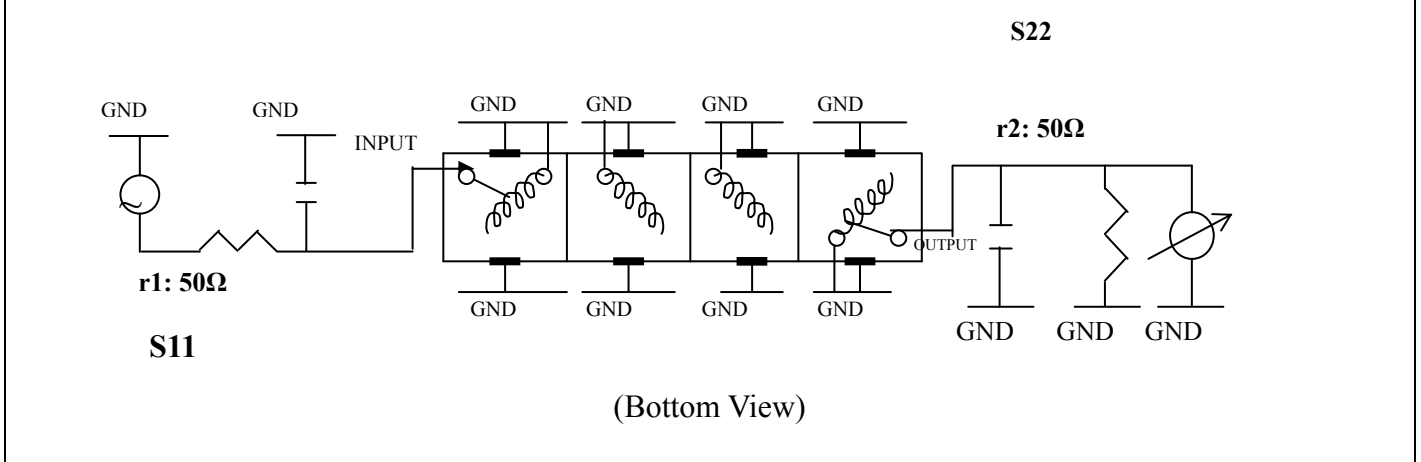 S22
GND GND GND GND GND GND
r2: 50Ω
INPUT
OUTPUT
r1: 50Ω
GND GND GND GND
GND GND GND
S11
(Bottom View)